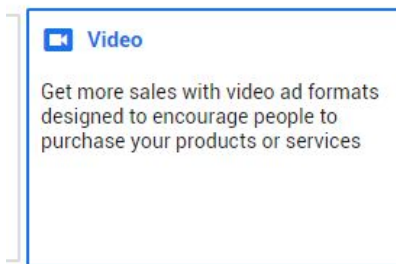 Video
Get more sales with video ad formats
designed to encourage people to
purchase your products or services